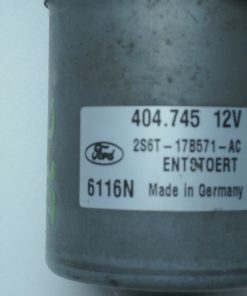 404.745 12V
Ford 2S6T-17B571-AC
ENTSTOERT
6116N Made in Germany